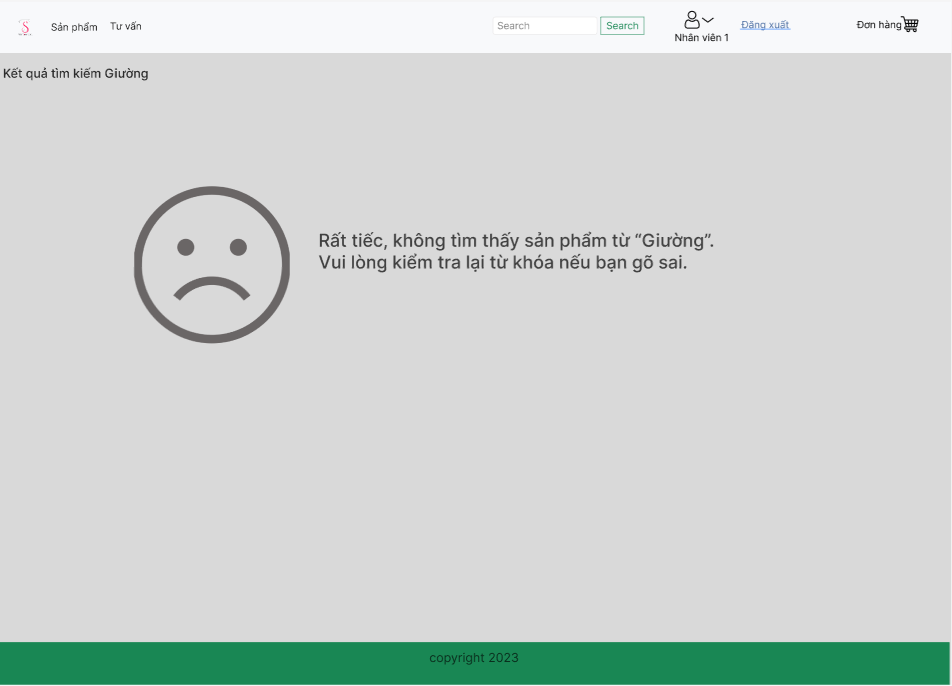 S
Sản phẩm
Tư vấn
Search
Search
Nhân viên 1
Đăng xuất
Đơn hàng
Kết quả tìm kiếm Giường
Rất tiếc, không tìm thấy sản phẩm từ “Giường”.
Vui lòng kiểm tra lại từ khóa nếu bạn gõ sai.
copyright 2023